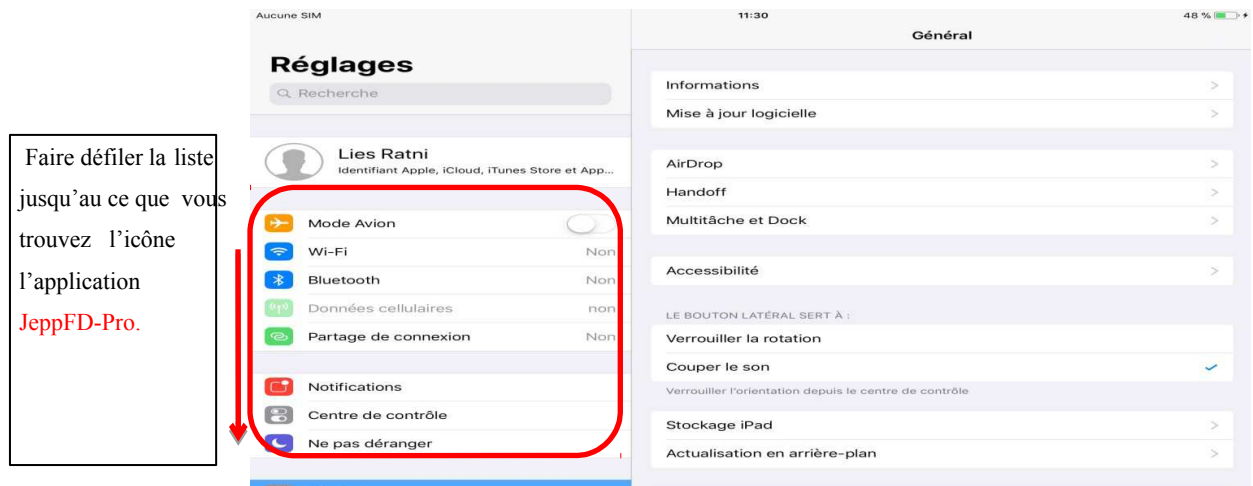 Aucune SIM
11:30
48 %
Général
Réglages
Recherche
Lies Ratni
Identifiant Apple, iCloud, iTunes Store et App...
Faire défiler la liste
jusqu'au ce que vous
trouvez l'icône
l'application
JeppFD-Pro.
Mode Avion
Wi-Fi Non
Bluetooth Non
Données cellulaires non
Partage de connexion Non
Notifications
Centre de contrôle
Ne pas déranger
Informations
Mise à jour logicielle
AirDrop
Handoff
Multitâche et Dock
Accessibilité
LE BOUTON LATÉRAL SERT À :
Verrouiller la rotation
Couper le son
Verrouiller l'orientation depuis le centre de contrôle
Stockage iPad
Actualisation en arrière-plan